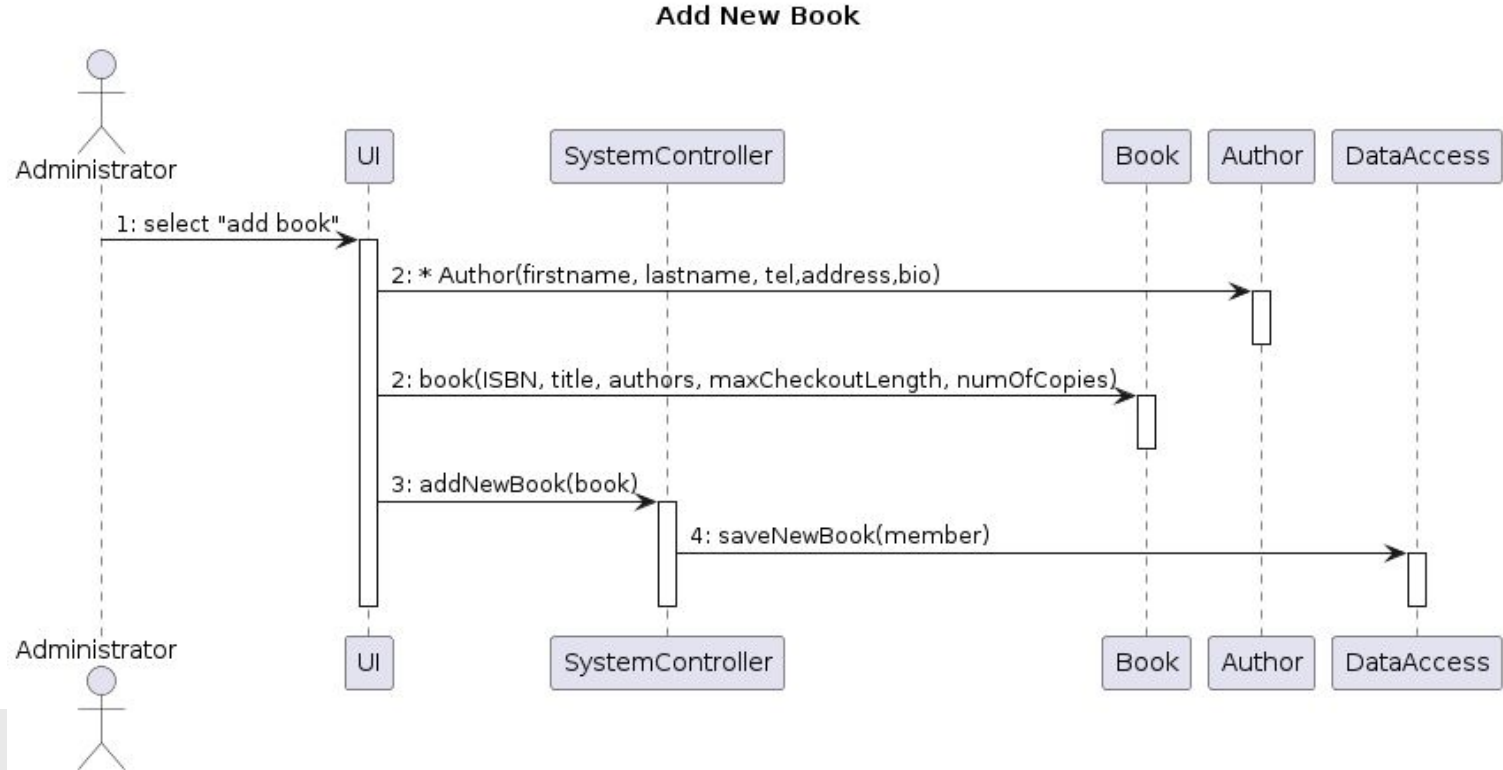 Add New Book
Administrator
UI
SystemController
Book
Author
DataAccess
1: select "add book"
2: * Author(firstname, lastname, tel,address,bio)
2: book(ISBN, title, authors, maxCheckoutLength, numOfCopies)
3: addNewBook(book)
4: saveNewBook(member)
Administrator
UI
SystemController
Book
Author
DataAccess